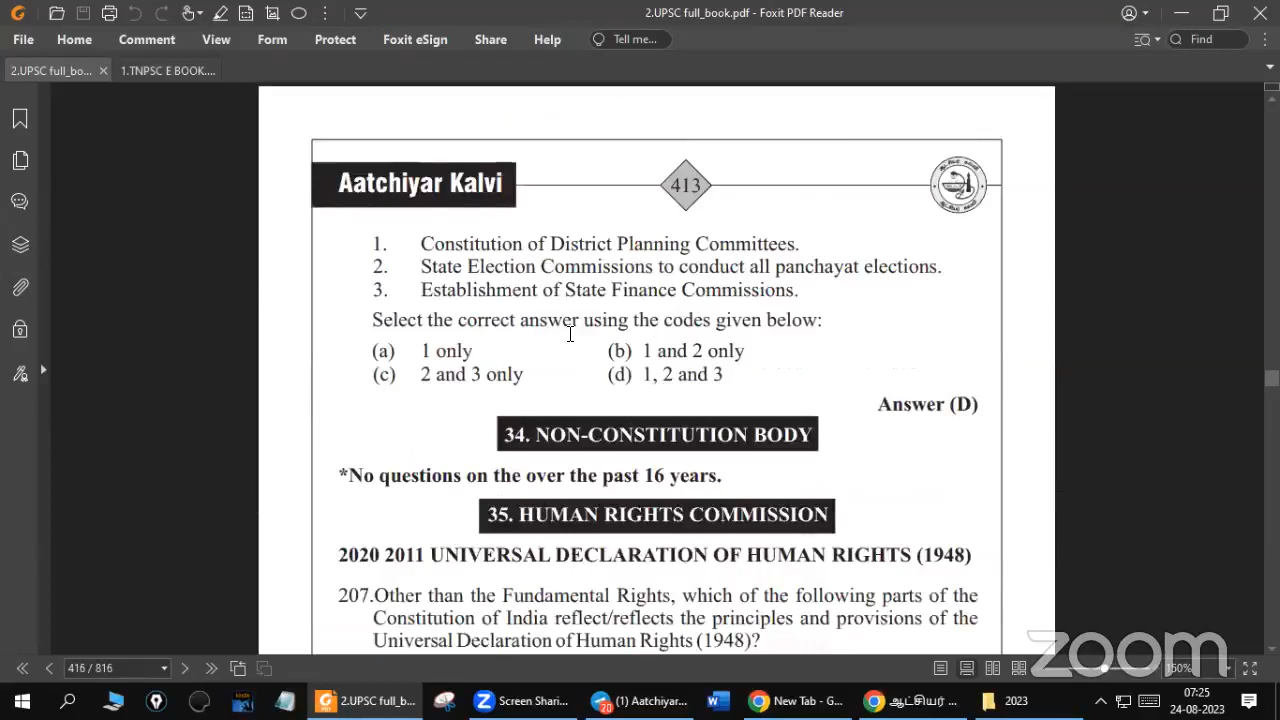 2.UPSC full_book.pdf - Foxit PDF Reader
File Home Comment View Form Protect Foxit eSign Share Help Tell me... Find
2.UPSC full_bo... 1.TNPSC E BOOK....
Aatchiyar Kalvi 413
1. Constitution of District Planning Committees.
2. State Election Commissions to conduct all panchayat elections.
3. Establishment of State Finance Commissions.
Select the correct answer using the codes given below:
(a) 1 only (b) 1 and 2 only
(c) 2 and 3 only (d) 1, 2 and 3
Answer (D)
34. NON-CONSTITUTION BODY
*No questions on the over the past 16 years.
35. HUMAN RIGHTS COMMISSION
2020 2011 UNIVERSAL DECLARATION OF HUMAN RIGHTS (1948)
207.Other than the Fundamental Rights, which of the following parts of the
Constitution of India reflect/reflects the principles and provisions of the
Universal Declaration of Human Rights (1948)?
zoom
416 / 816 150%
2.UPSC full_b... Screen Shari... (1) Aatchiyar... New Tab - G... ஆட்சியர் ... 2023
07:25
24-08-2023